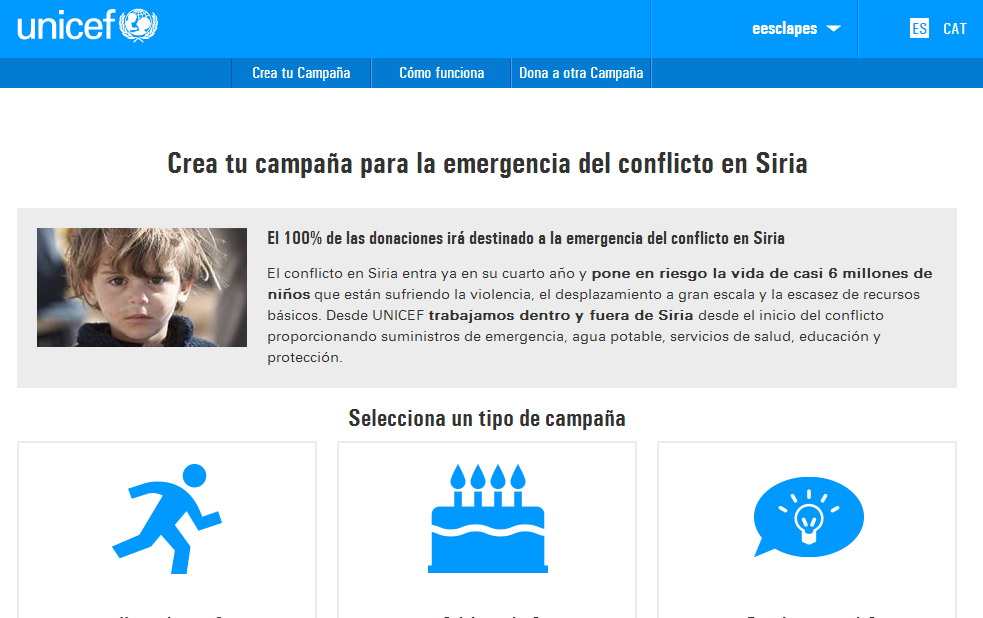 unicef
eesclapes
ES CAT
Crea tu Campaña
Cómo funciona
Dona a otra Campaña
Crea tu campaña para la emergencia del conflicto en Siria
El 100% de las donaciones irá destinado a la emergencia del conflicto en Siria
El conflicto en Siria entra ya en su cuarto año y pone en riesgo la vida de casi 6 millones de
niños que están sufriendo la violencia, el desplazamiento a gran escala y la escasez de recursos
básicos. Desde UNICEF trabajamos dentro y fuera de Siria desde el inicio del conflicto
proporcionando suministros de emergencia, agua potable, servicios de salud, educación y
protección.
Selecciona un tipo de campaña